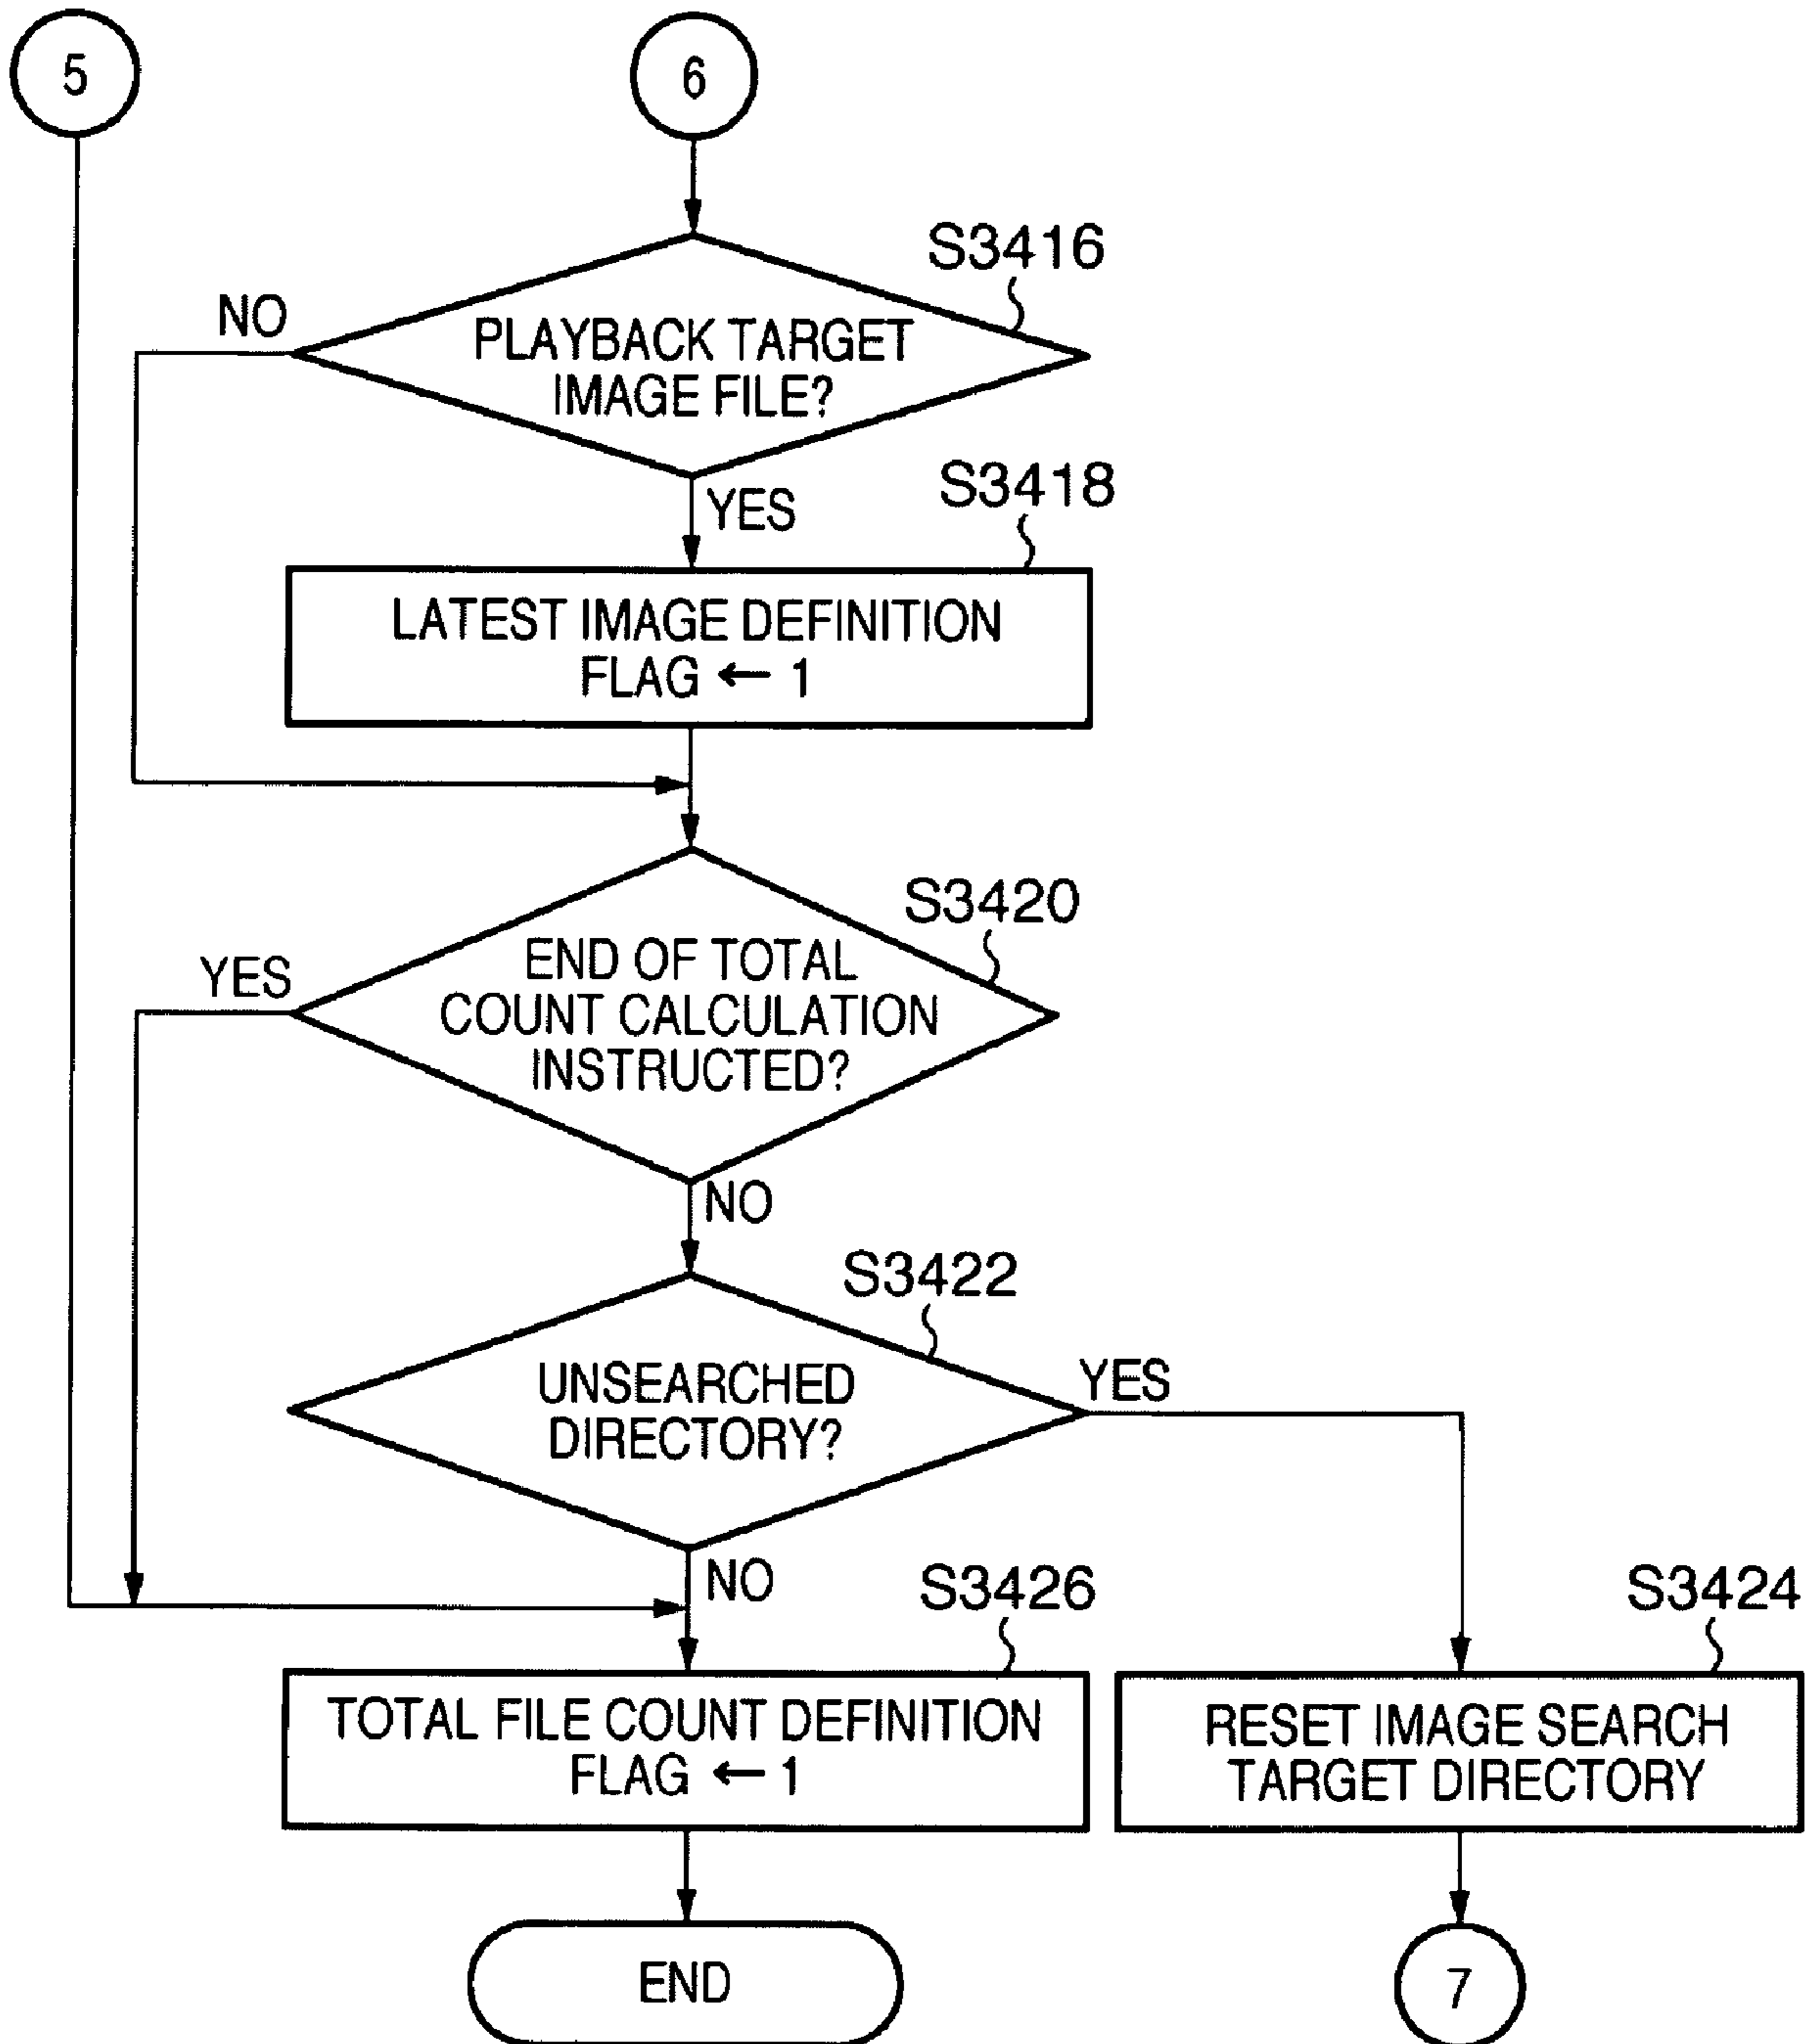 5
6
S3416
NO
PLAYBACK TARGET
IMAGE FILE?
YES
S3418
LATEST IMAGE DEFINITION
FLAG ← 1
S3420
YES
END OF TOTAL
COUNT CALCULATION
INSTRUCTED?
NO
S3422
UNSEARCHED
DIRECTORY?
YES
NO
S3426
S3424
TOTAL FILE COUNT DEFINITION
FLAG ← 1
RESET IMAGE SEARCH
TARGET DIRECTORY
END
7